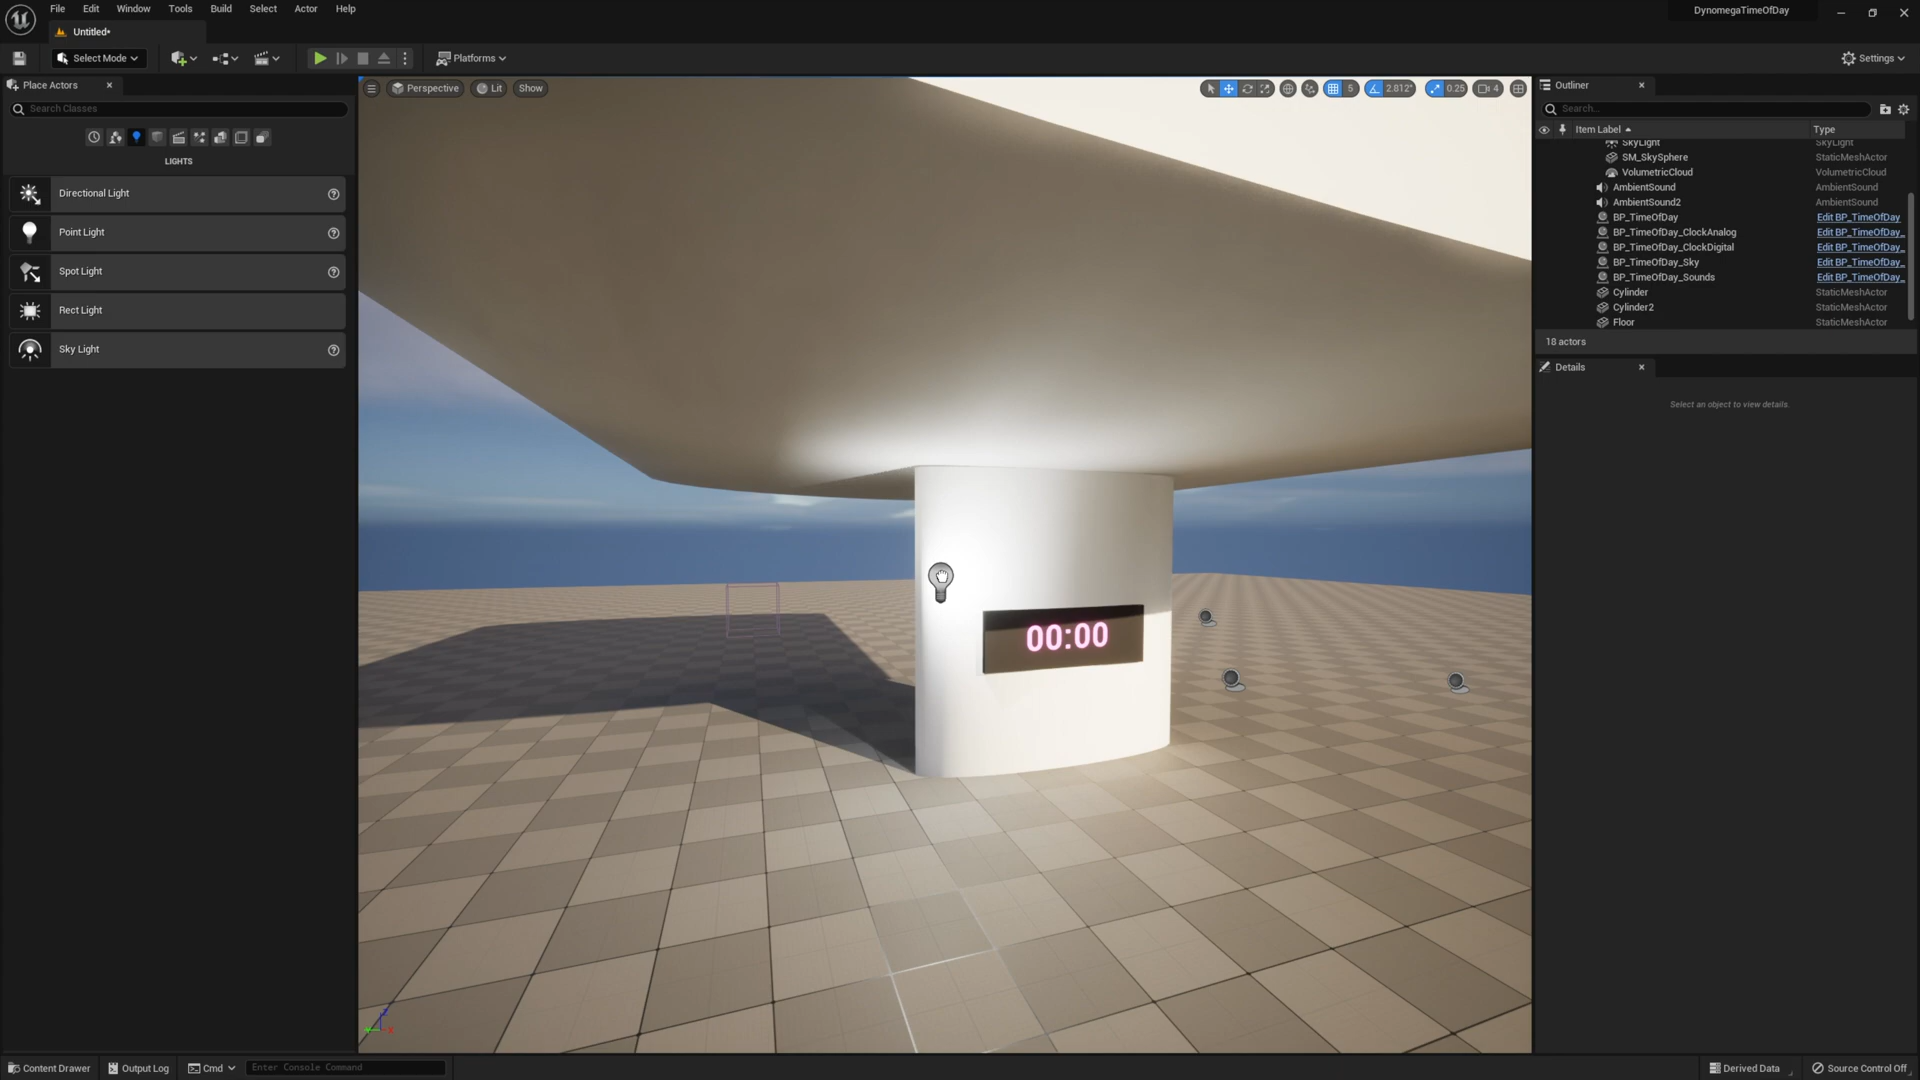 File Edit Window Tools Build Select Actor Help
DynomegaTimeOfDay
Untitled*
Select Mode
Platforms
Settings
Place Actors
Search Classes
LIGHTS
Directional Light
Point Light
Spot Light
Rect Light
Sky Light
Perspective Lit Show
5 2.812° 0.25 4
00:00
Outliner
Search...
Item Label Type
SkyLight SkyLight
SM_SkySphere StaticMeshActor
VolumetricCloud VolumetricCloud
AmbientSound AmbientSound
AmbientSound2 AmbientSound
BP_TimeOfDay Edit BP_TimeOfDay
BP_TimeOfDay_ClockAnalog Edit BP_TimeOfDay_
BP_TimeOfDay_ClockDigital Edit BP_TimeOfDay_
BP_TimeOfDay_Sky Edit BP_TimeOfDay_
BP_TimeOfDay_Sounds Edit BP_TimeOfDay_
Cylinder StaticMeshActor
Cylinder2 StaticMeshActor
Floor StaticMeshActor
18 actors
Details
Select an object to view details.
Content Drawer Output Log Cmd Enter Console Command
Derived Data Source Control Off